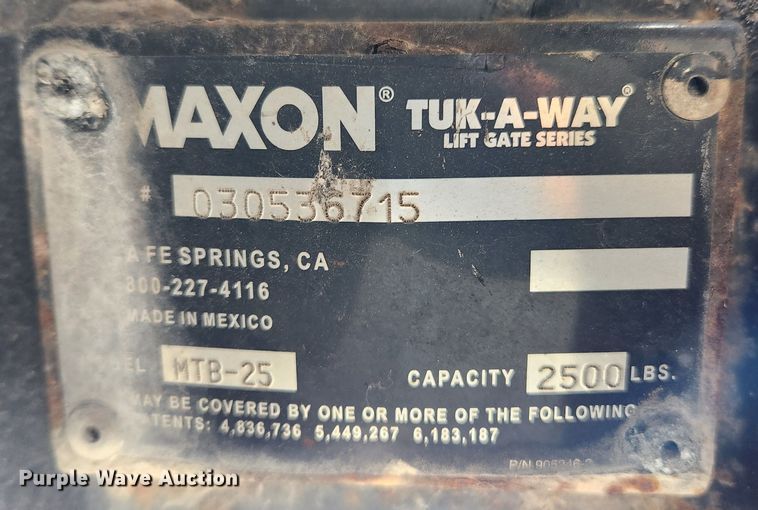 MAXON® TUK-A-WAY®
LIFT GATE SERIES
# 030536715
A FE SPRINGS, CA
800-227-4116
MADE IN MEXICO
EL MTB-25 CAPACITY 2500 LBS.
MAY BE COVERED BY ONE OR MORE OF THE FOLLOWING
PATENTS: 4,836,736 5,449,267 6,183,187
P/N
Purple Wave Auction